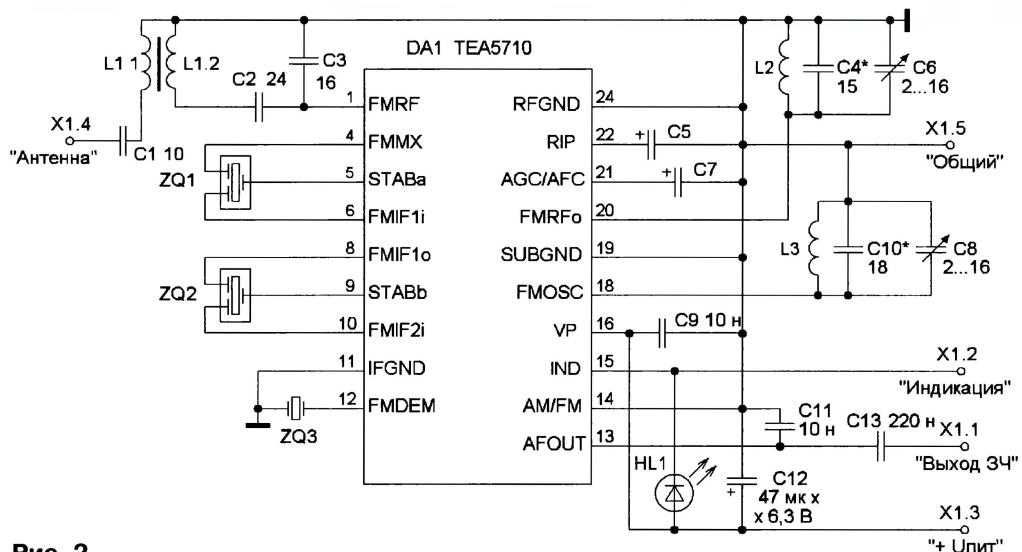 DA1 TEA5710
L1 1
L1.2
C3
16
C2 24
L2
C4*
15
C6
2...16
X1.4
"Антенна"
C1 10
1 FMRF
4 FMMX
5 STABa
6 FMIF1i
8 FMIF1o
9 STABb
10 FMIF2i
11 IFGND
12 FMDEM
ZQ1
ZQ2
ZQ3
RFGND 24
RIP 22
AGC/AFC 21
FMRFo 20
SUBGND 19
FMOSC 18
VP 16
IND 15
AM/FM 14
AFOUT 13
+ C5
+ C7
X1.5
"Общий"
L3
C10*
18
C8
2...16
C9 10 н
X1.2
"Индикация"
C11
10 н
C13 220 н
X1.1
"Выход ЗЧ"
HL1
+
C12
47 мк х
х 6,3 В
X1.3
"+ Uпит"
Рис. 2